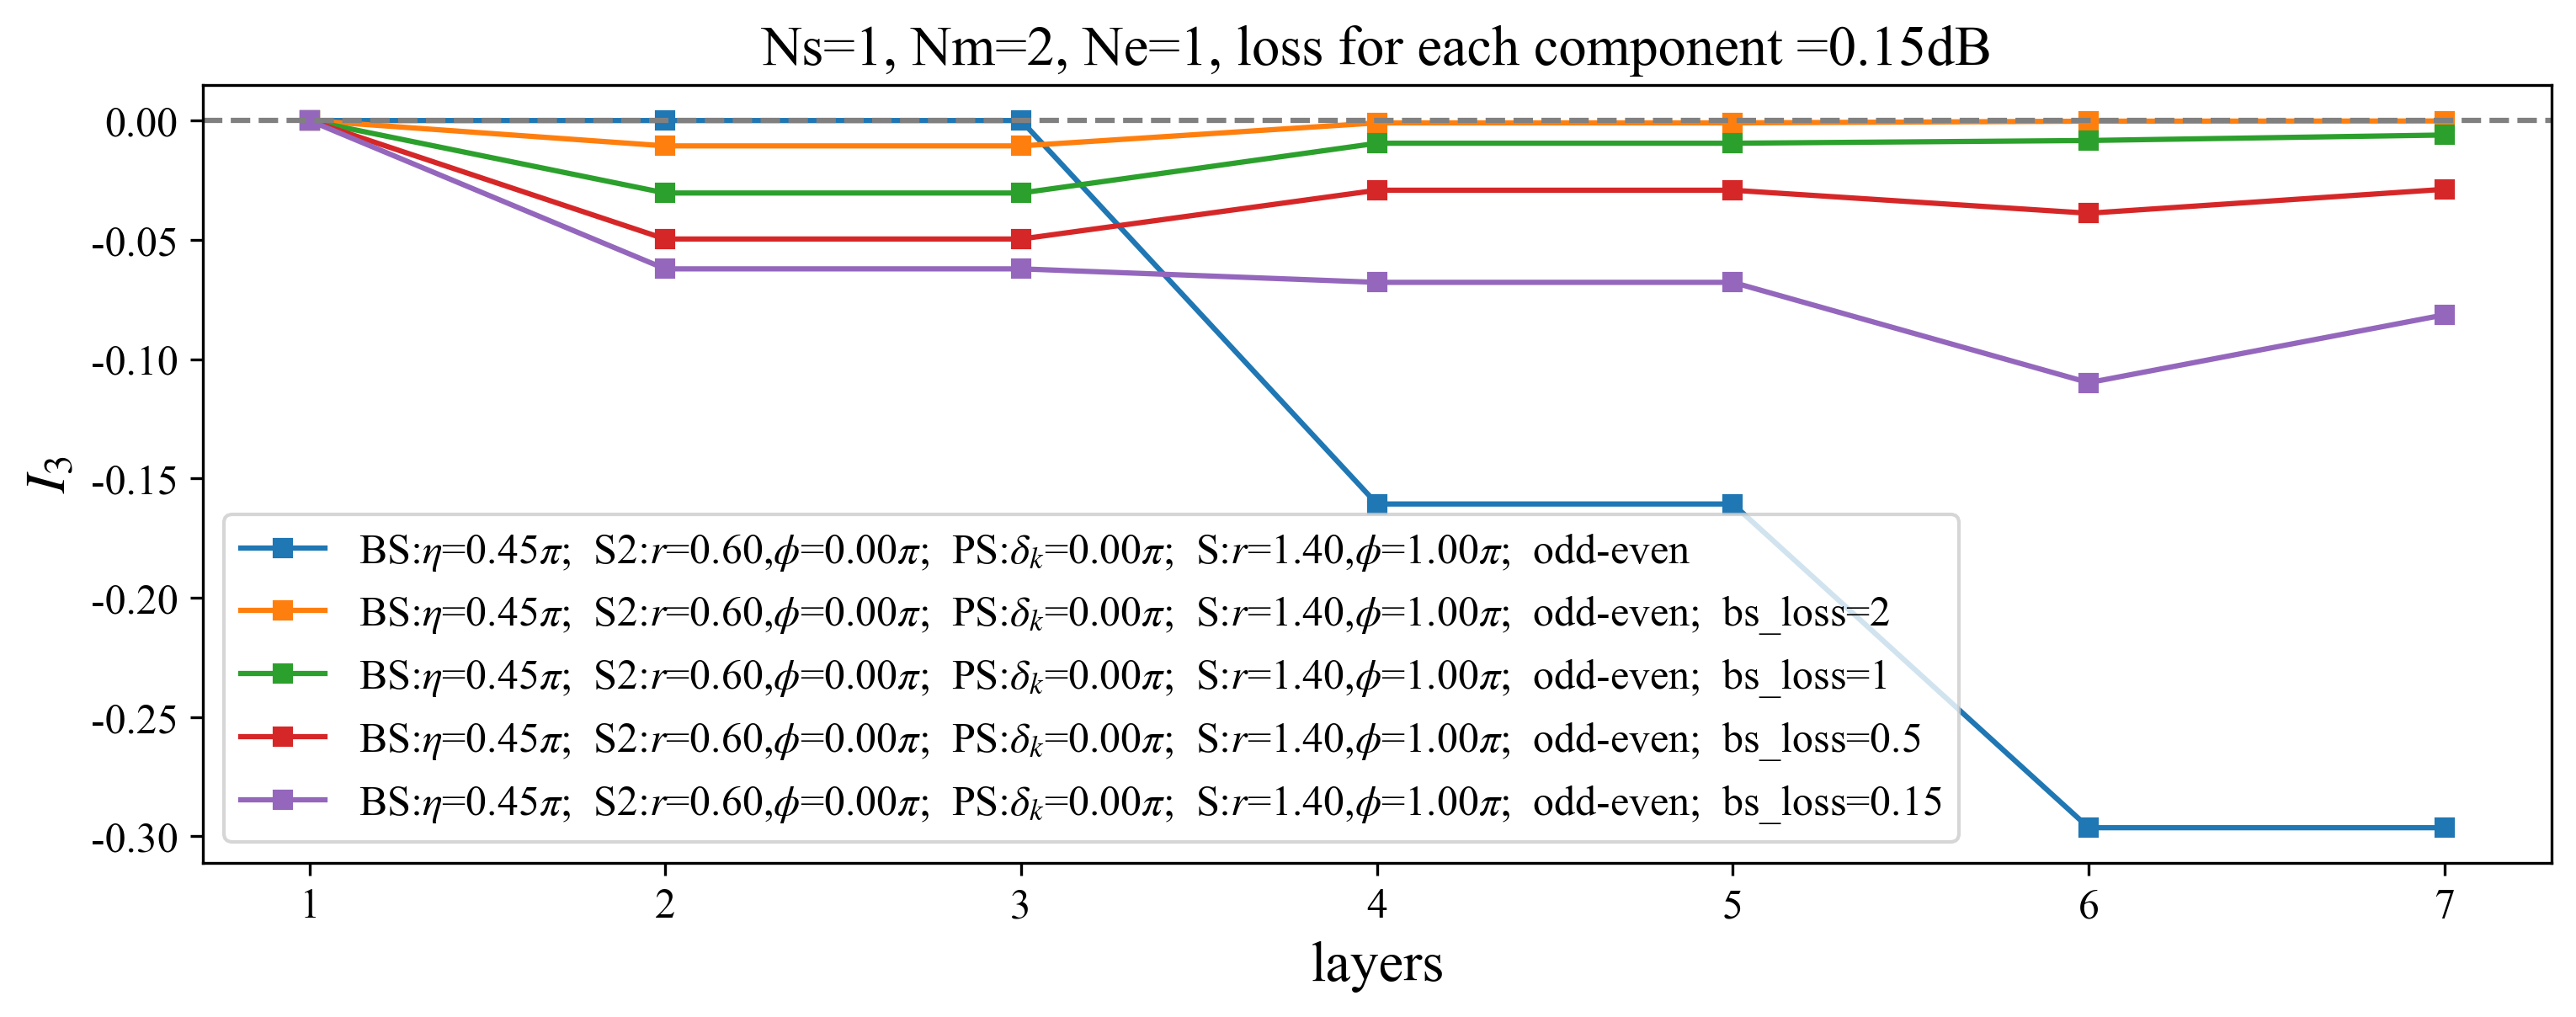 Ns=1, Nm=2, Ne=1, loss for each component =0.15dB
0.00
-0.05
-0.10
-0.15
-0.20
-0.25
-0.30
I₃
BS:η=0.45π; S2:r=0.60,ϕ=0.00π; PS:δₖ=0.00π; S:r=1.40,ϕ=1.00π; odd-even
BS:η=0.45π; S2:r=0.60,ϕ=0.00π; PS:δₖ=0.00π; S:r=1.40,ϕ=1.00π; odd-even; bs_loss=2
BS:η=0.45π; S2:r=0.60,ϕ=0.00π; PS:δₖ=0.00π; S:r=1.40,ϕ=1.00π; odd-even; bs_loss=1
BS:η=0.45π; S2:r=0.60,ϕ=0.00π; PS:δₖ=0.00π; S:r=1.40,ϕ=1.00π; odd-even; bs_loss=0.5
BS:η=0.45π; S2:r=0.60,ϕ=0.00π; PS:δₖ=0.00π; S:r=1.40,ϕ=1.00π; odd-even; bs_loss=0.15
1 2 3 4 5 6 7
layers